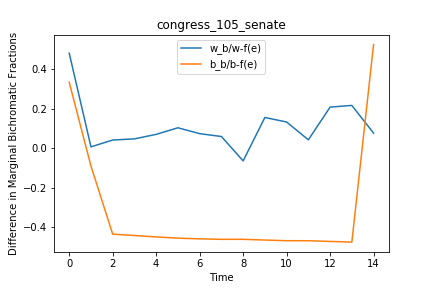 congress_105_senate
w_b/w-f(e)
b_b/b-f(e)
Difference in Marginal Bichromatic Fractions
0.4
0.2
0.0
−0.2
−0.4
0 2 4 6 8 10 12 14
Time